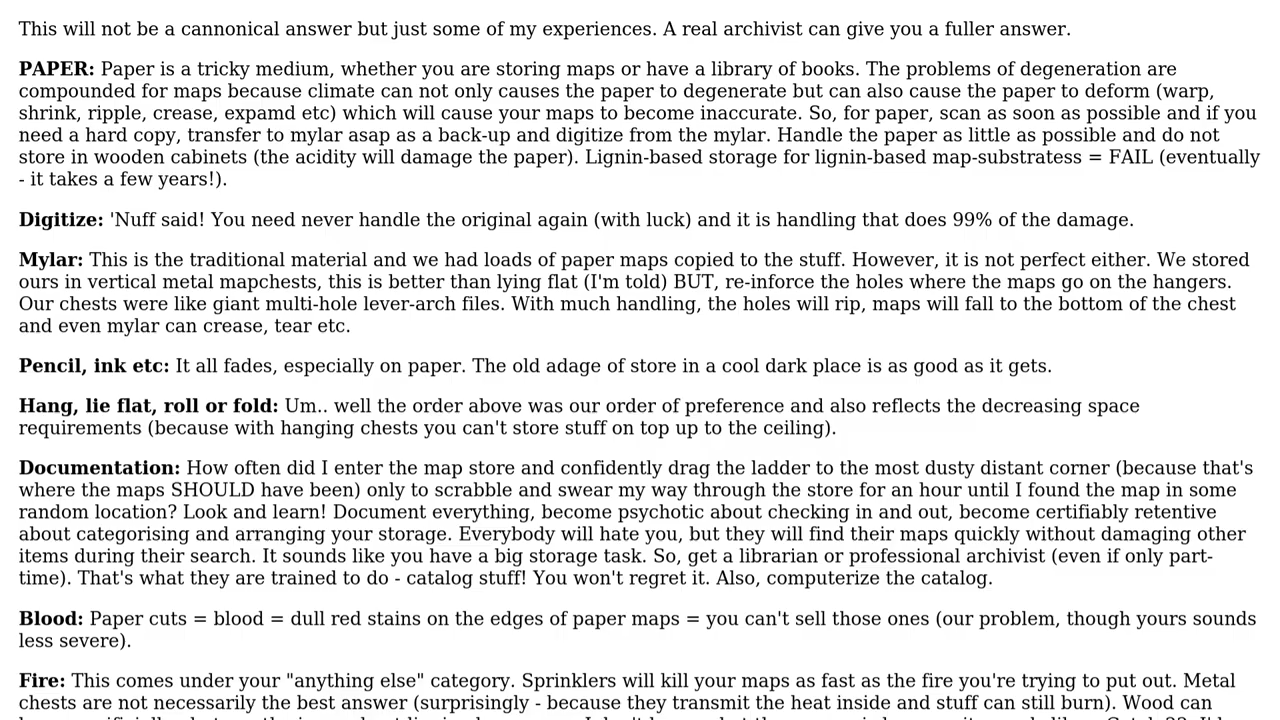 This will not be a cannonical answer but just some of my experiences. A real archivist can give you a fuller answer.
PAPER: Paper is a tricky medium, whether you are storing maps or have a library of books. The problems of degeneration are
compounded for maps because climate can not only causes the paper to degenerate but can also cause the paper to deform (warp,
shrink, ripple, crease, expamd etc) which will cause your maps to become inaccurate. So, for paper, scan as soon as possible and if you
need a hard copy, transfer to mylar asap as a back-up and digitize from the mylar. Handle the paper as little as possible and do not
store in wooden cabinets (the acidity will damage the paper). Lignin-based storage for lignin-based map-substratess = FAIL (eventually
- it takes a few years!).
Digitize: 'Nuff said! You need never handle the original again (with luck) and it is handling that does 99% of the damage.
Mylar: This is the traditional material and we had loads of paper maps copied to the stuff. However, it is not perfect either. We stored
ours in vertical metal mapchests, this is better than lying flat (I'm told) BUT, re-inforce the holes where the maps go on the hangers.
Our chests were like giant multi-hole lever-arch files. With much handling, the holes will rip, maps will fall to the bottom of the chest
and even mylar can crease, tear etc.
Pencil, ink etc: It all fades, especially on paper. The old adage of store in a cool dark place is as good as it gets.
Hang, lie flat, roll or fold: Um.. well the order above was our order of preference and also reflects the decreasing space
requirements (because with hanging chests you can't store stuff on top up to the ceiling).
Documentation: How often did I enter the map store and confidently drag the ladder to the most dusty distant corner (because that's
where the maps SHOULD have been) only to scrabble and swear my way through the store for an hour until I found the map in some
random location? Look and learn! Document everything, become psychotic about checking in and out, become certifiably retentive
about categorising and arranging your storage. Everybody will hate you, but they will find their maps quickly without damaging other
items during their search. It sounds like you have a big storage task. So, get a librarian or professional archivist (even if only part-
time). That's what they are trained to do - catalog stuff! You won't regret it. Also, computerize the catalog.
Blood: Paper cuts = blood = dull red stains on the edges of paper maps = you can't sell those ones (our problem, though yours sounds
less severe).
Fire: This comes under your "anything else" category. Sprinklers will kill your maps as fast as the fire you're trying to put out. Metal
chests are not necessarily the best answer (surprisingly - because they transmit the heat inside and stuff can still burn). Wood can